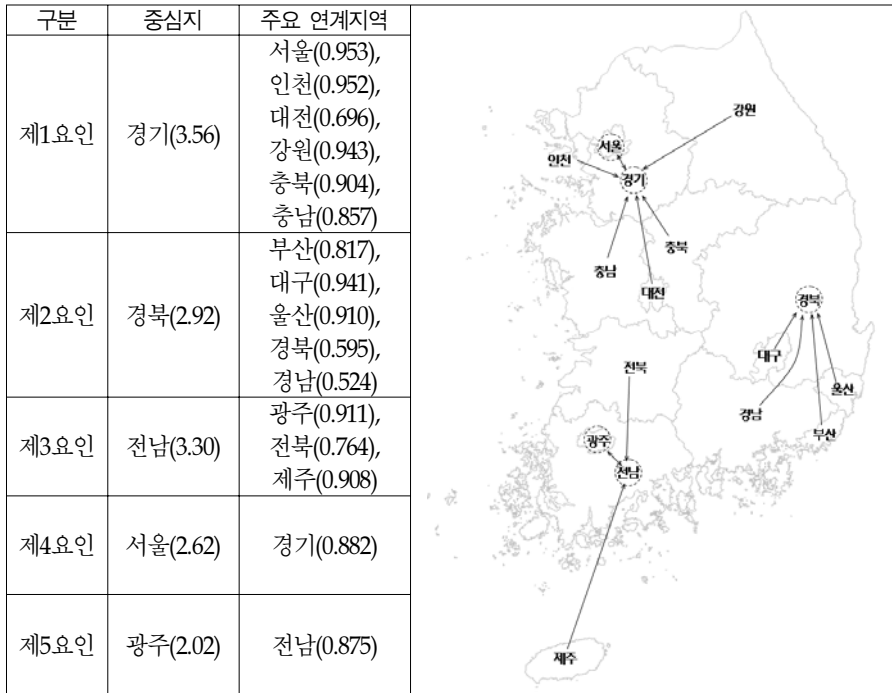 구분 중심지 주요 연계지역
서울(0.953),
인천(0.952),
대전(0.696),
제1요인 경기(3.56) 강원(0.943),
충북(0.904),
충남(0.857)
부산(0.817),
대구(0.941),
제2요인 경북(2.92) 울산(0.910),
경북(0.595),
경남(0.524)
광주(0.911),
제3요인 전남(3.30) 전북(0.764),
제주(0.908)
제4요인 서울(2.62) 경기(0.882)
제5요인 광주(2.02) 전남(0.875)
강원
서울
인천
경기
충북
충남
대전
경북
대구
전북
울산
경남
부산
광주
전남
제주